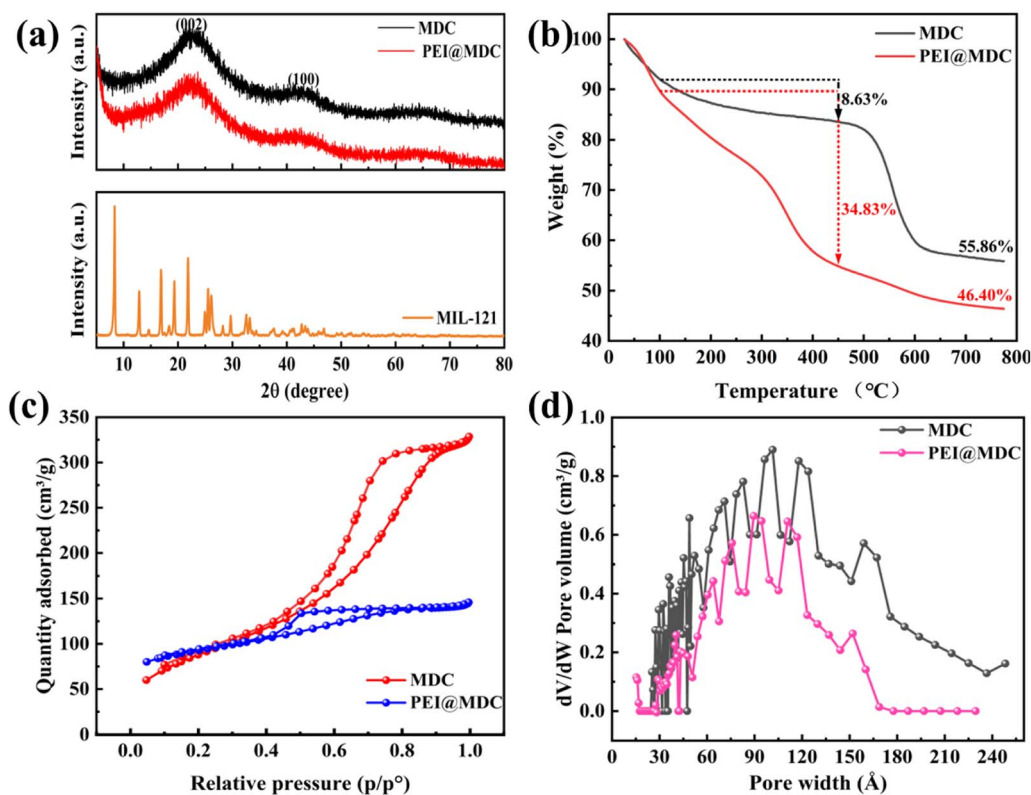 (a)
(002)
(100)
MDC
PEI@MDC
Intensity (a.u.)
Intensity (a.u.)
MIL-121
10 20 30 40 50 60 70 80
2θ (degree)
(b)
100
90
80
70
60
50
40
Weight (%)
MDC
PEI@MDC
8.63%
34.83%
55.86%
46.40%
0 100 200 300 400 500 600 700 800
Temperature （°C）
(c)
350
300
250
200
150
100
50
0
Quantity adsorbed (cm³/g)
MDC
PEI@MDC
0.0 0.2 0.4 0.6 0.8 1.0
Relative pressure (p/p°)
(d)
1.0
0.8
0.6
0.4
0.2
0.0
dV/dW Pore volume (cm³/g)
MDC
PEI@MDC
0 30 60 90 120 150 180 210 240
Pore width (Å)